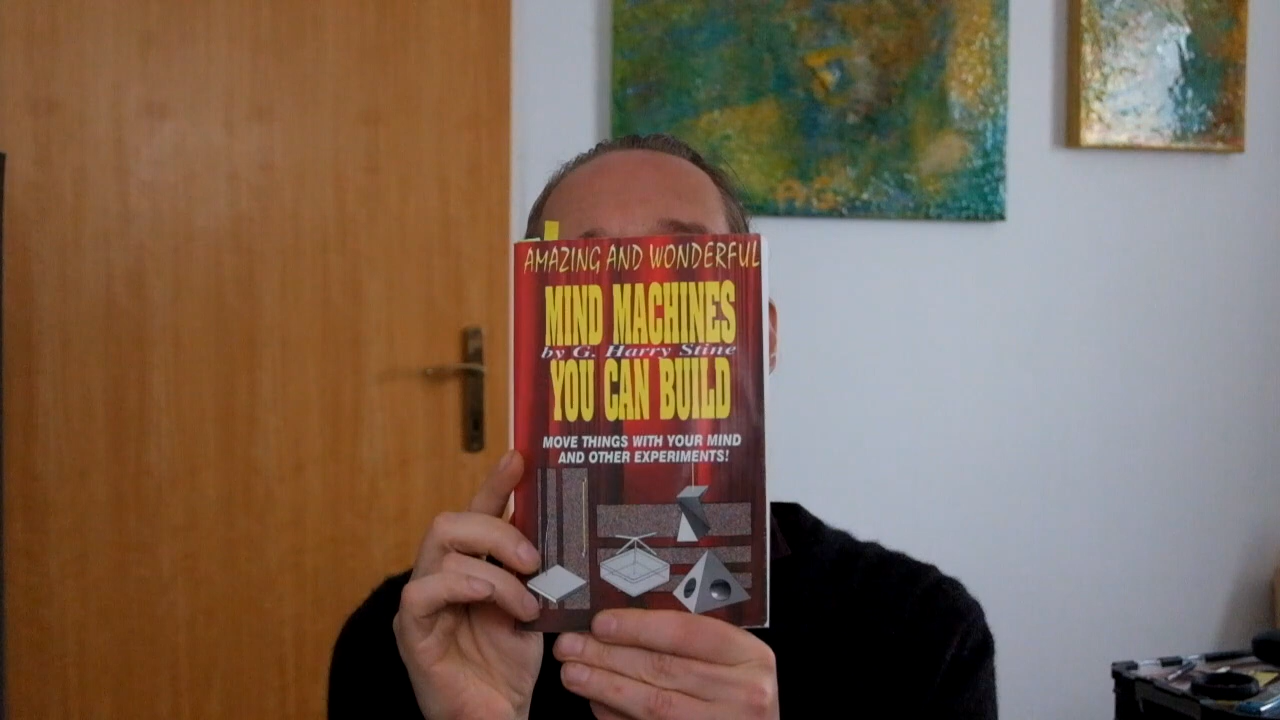 AMAZING AND WONDERFUL
MIND MACHINES
by G. Harry Stine
YOU CAN BUILD
MOVE THINGS WITH YOUR MIND
AND OTHER EXPERIMENTS!